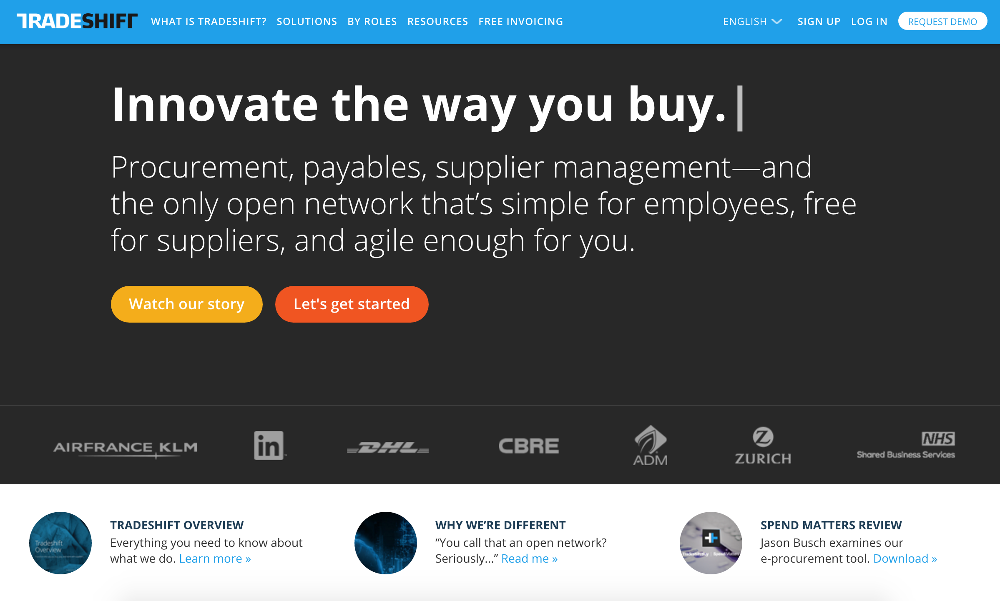 TRADESHIFT WHAT IS TRADESHIFT? SOLUTIONS BY ROLES RESOURCES FREE INVOICING ENGLISH SIGN UP LOG IN REQUEST DEMO
Innovate the way you buy.|
Procurement, payables, supplier management—and
the only open network that’s simple for employees, free
for suppliers, and agile enough for you.
Watch our story
Let's get started
AIRFRANCE KLM
in
DHL
CBRE
ADM
ZURICH
NHS
Shared Business Services
Tradeshift
Overview
TRADESHIFT OVERVIEW
Everything you need to know about
what we do. Learn more »
WHY WE’RE DIFFERENT
“You call that an open network?
Seriously...” Read me »
Tradeshift Buy | Spend Matters
SPEND MATTERS REVIEW
Jason Busch examines our
e-procurement tool. Download »